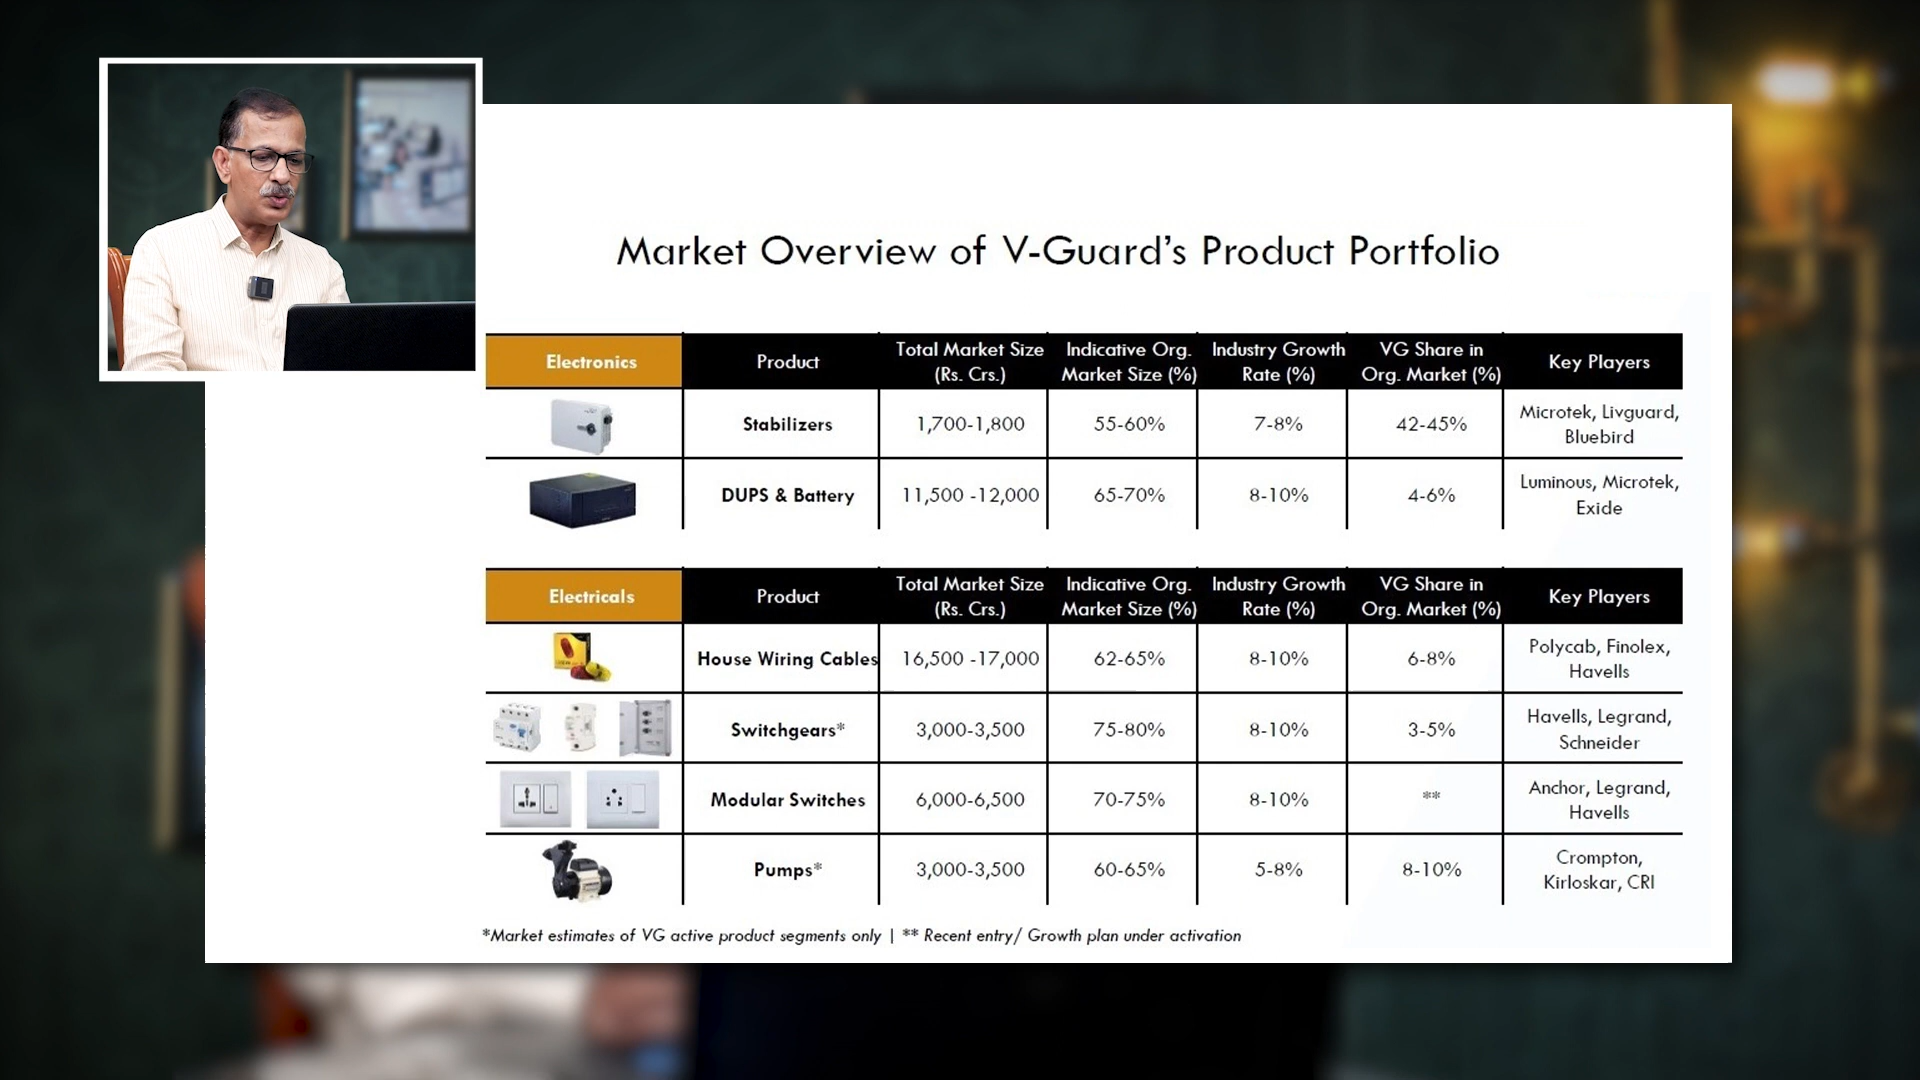 Market Overview of V-Guard's Product Portfolio
Electronics
Product
Total Market Size
(Rs. Crs.)
Indicative Org.
Market Size (%)
Industry Growth
Rate (%)
VG Share in
Org. Market (%)
Key Players
Stabilizers
1,700-1,800
55-60%
7-8%
42-45%
Microtek, Livguard,
Bluebird
DUPS & Battery
11,500 -12,000
65-70%
8-10%
4-6%
Luminous, Microtek,
Exide
Electricals
Product
Total Market Size
(Rs. Crs.)
Indicative Org.
Market Size (%)
Industry Growth
Rate (%)
VG Share in
Org. Market (%)
Key Players
House Wiring Cables
16,500 -17,000
62-65%
8-10%
6-8%
Polycab, Finolex,
Havells
Switchgears*
3,000-3,500
75-80%
8-10%
3-5%
Havells, Legrand,
Schneider
Modular Switches
6,000-6,500
70-75%
8-10%
**
Anchor, Legrand,
Havells
Pumps*
3,000-3,500
60-65%
5-8%
8-10%
Crompton,
Kirloskar, CRI
*Market estimates of VG active product segments only | ** Recent entry/ Growth plan under activation